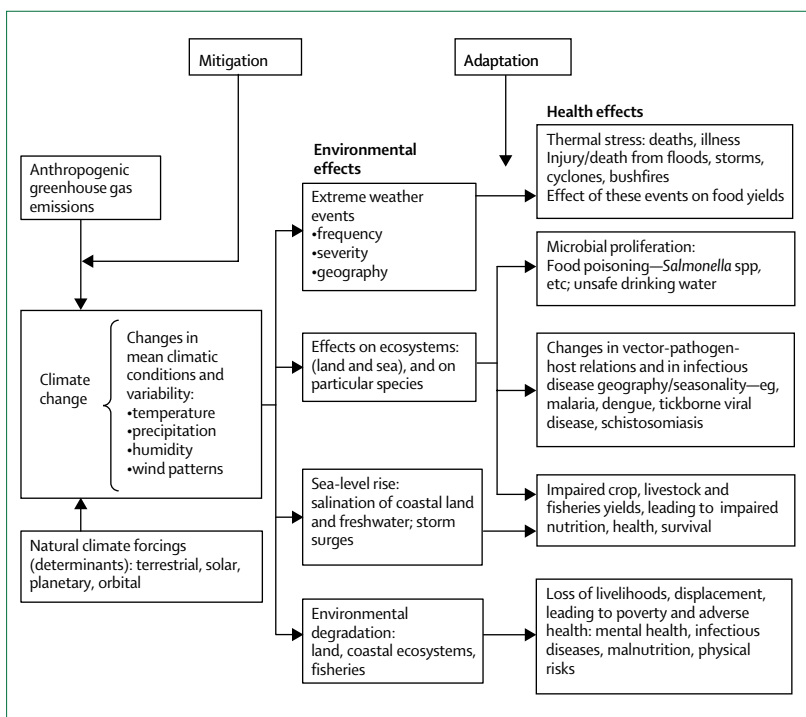 Mitigation
Adaptation
Anthropogenic
greenhouse gas
emissions
Climate
change
Changes in
mean climatic
conditions and
variability:
•temperature
•precipitation
•humidity
•wind patterns
Natural climate forcings
(determinants): terrestrial, solar,
planetary, orbital
Environmental
effects
Extreme weather
events
•frequency
•severity
•geography
Effects on ecosystems:
(land and sea), and on
particular species
Sea-level rise:
salination of coastal land
and freshwater; storm
surges
Environmental
degradation:
land, coastal ecosystems,
fisheries
Health effects
Thermal stress: deaths, illness
Injury/death from floods, storms,
cyclones, bushfires
Effect of these events on food yields
Microbial proliferation:
Food poisoning—Salmonella spp,
etc; unsafe drinking water
Changes in vector-pathogen-
host relations and in infectious
disease geography/seasonality—eg,
malaria, dengue, tickborne viral
disease, schistosomiasis
Impaired crop, livestock and
fisheries yields, leading to impaired
nutrition, health, survival
Loss of livelihoods, displacement,
leading to poverty and adverse
health: mental health, infectious
diseases, malnutrition, physical
risks